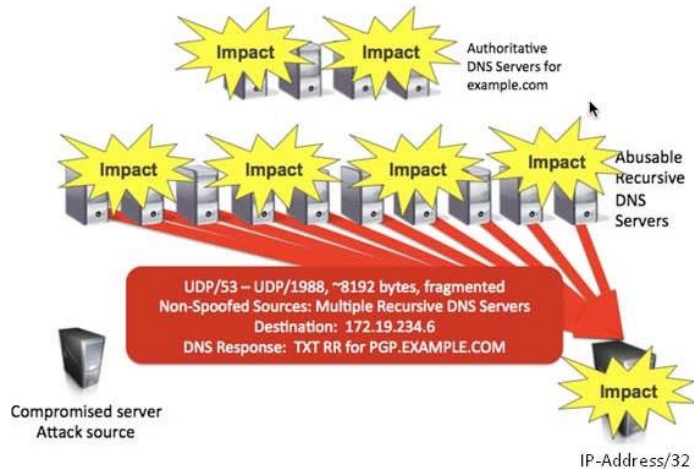 Impact
Impact
Authoritative
DNS Servers for
example.com
Impact
Impact
Impact
Impact
Abusable
Recursive
DNS
Servers
UDP/53 – UDP/1988, ~8192 bytes, fragmented
Non-Spoofed Sources: Multiple Recursive DNS Servers
Destination: 172.19.234.6
DNS Response: TXT RR for PGP.EXAMPLE.COM
Compromised server
Attack source
Impact
IP-Address/32